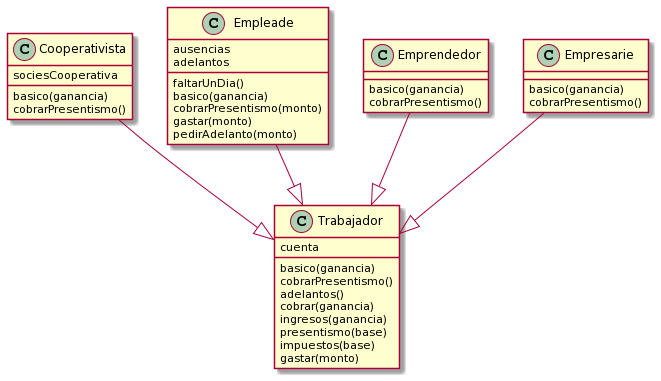 C Cooperativista
sociesCooperativa
basico(ganancia)
cobrarPresentismo()
C Empleade
ausencias
adelantos
faltarUnDia()
basico(ganancia)
cobrarPresentismo(monto)
gastar(monto)
pedirAdelanto(monto)
C Emprendedor
basico(ganancia)
cobrarPresentismo()
C Empresarie
basico(ganancia)
cobrarPresentismo()
C Trabajador
cuenta
basico(ganancia)
cobrarPresentismo()
adelantos()
cobrar(ganancia)
ingresos(ganancia)
presentismo(base)
impuestos(base)
gastar(monto)